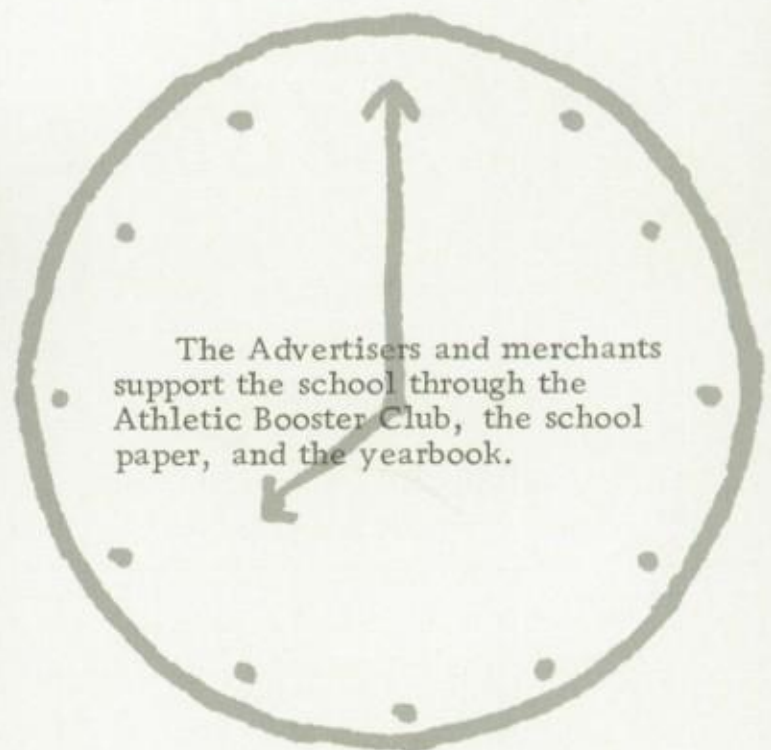 The Advertisers and merchants
support the school through the
Athletic Booster Club, the school
paper, and the yearbook.